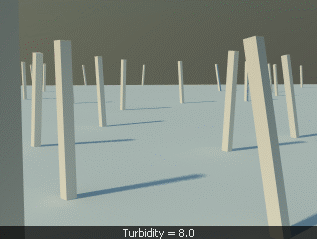 Turbidity = 8.0